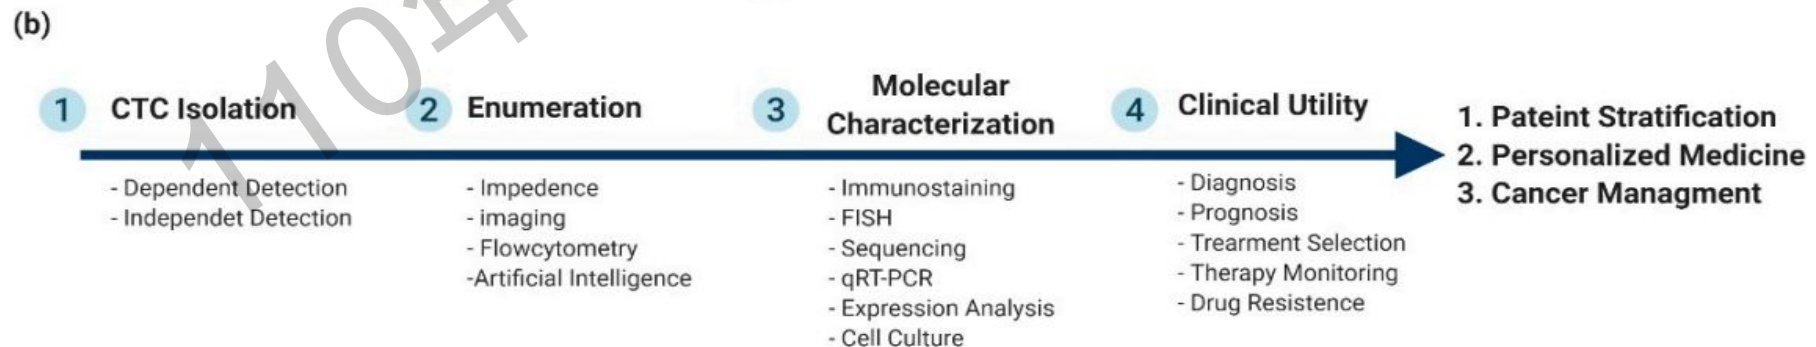 (b)
1 CTC Isolation
- Dependent Detection
- Independet Detection
2 Enumeration
- Impedence
- imaging
- Flowcytometry
-Artificial Intelligence
3 Molecular
Characterization
- Immunostaining
- FISH
- Sequencing
- qRT-PCR
- Expression Analysis
- Cell Culture
4 Clinical Utility
- Diagnosis
- Prognosis
- Trearment Selection
- Therapy Monitoring
- Drug Resistence
1. Pateint Stratification
2. Personalized Medicine
3. Cancer Managment
110